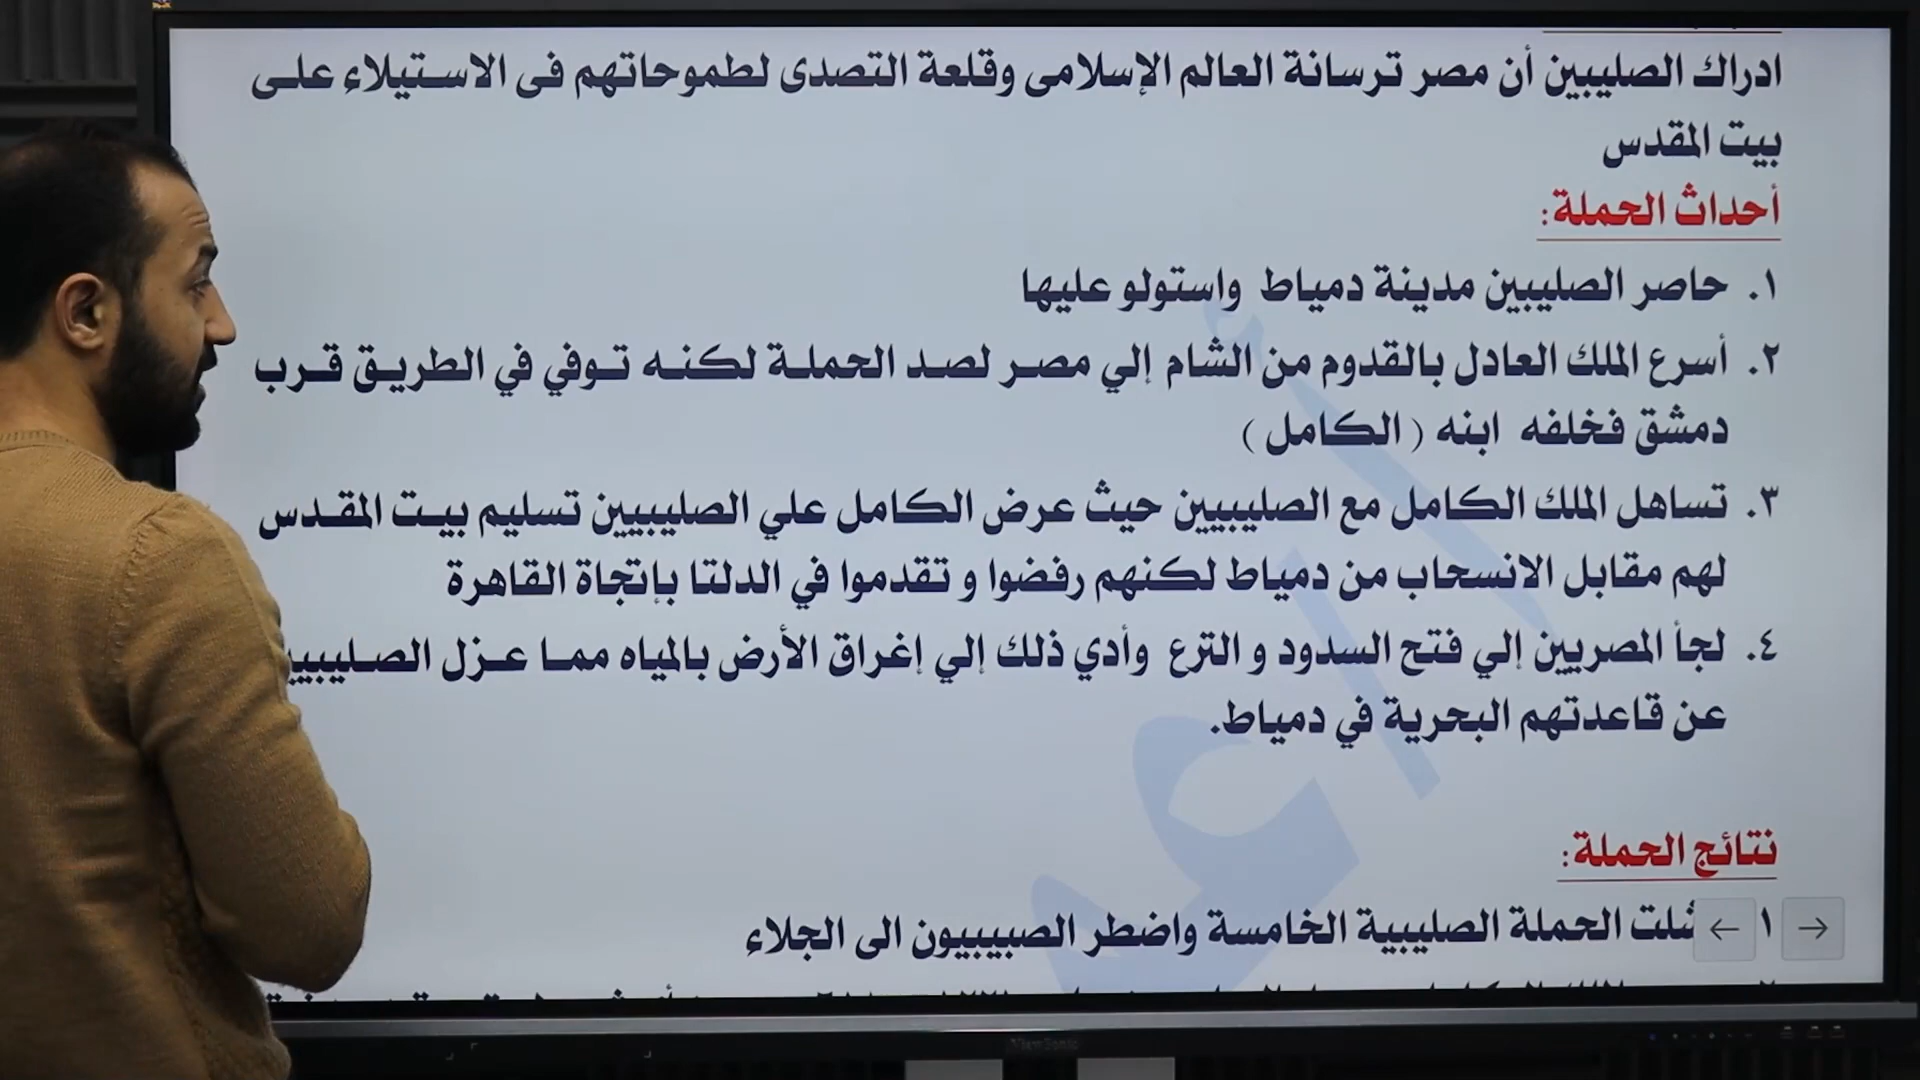 ادراك الصليبين أن مصر ترسانة العالم الإسلامى وقلعة التصدى لطموحاتهم فى الاستيلاء على
بيت المقدس
أحداث الحملة:
١. حاصر الصليبين مدينة دمياط واستولو عليها
٢. أسرع الملك العادل بالقدوم من الشام إلي مصر لصد الحملة لكنه توفي في الطريق قرب
دمشق فخلفه ابنه ( الكامل )
٣. تساهل الملك الكامل مع الصليبيين حيث عرض الكامل علي الصليبيين تسليم بيت المقدس
لهم مقابل الانسحاب من دمياط لكنهم رفضوا و تقدموا في الدلتا بإتجاة القاهرة
٤. لجأ المصريين إلي فتح السدود و الترع وأدي ذلك إلي إغراق الأرض بالمياه مما عزل
عن قاعدتهم البحرية في دمياط.
نتائج الحملة:
١ الحملة الصليبية الخامسة واضطر الصبيبيون الى الجلاء
ViewSonic